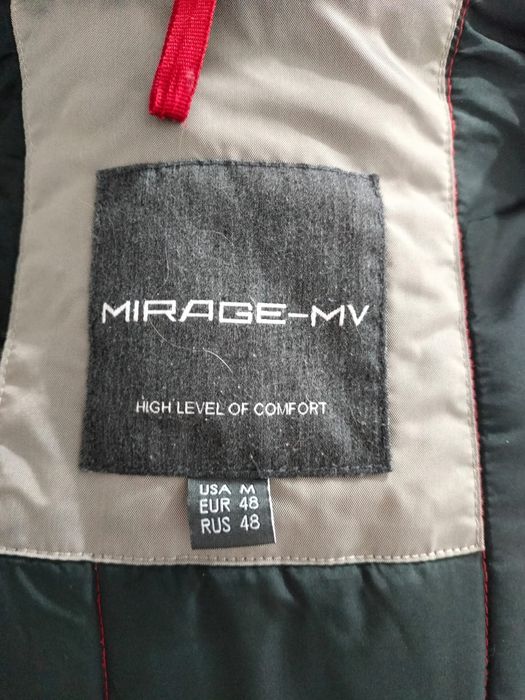 MIRAGE-MV
HIGH LEVEL OF COMFORT
USA M
EUR 48
RUS 48